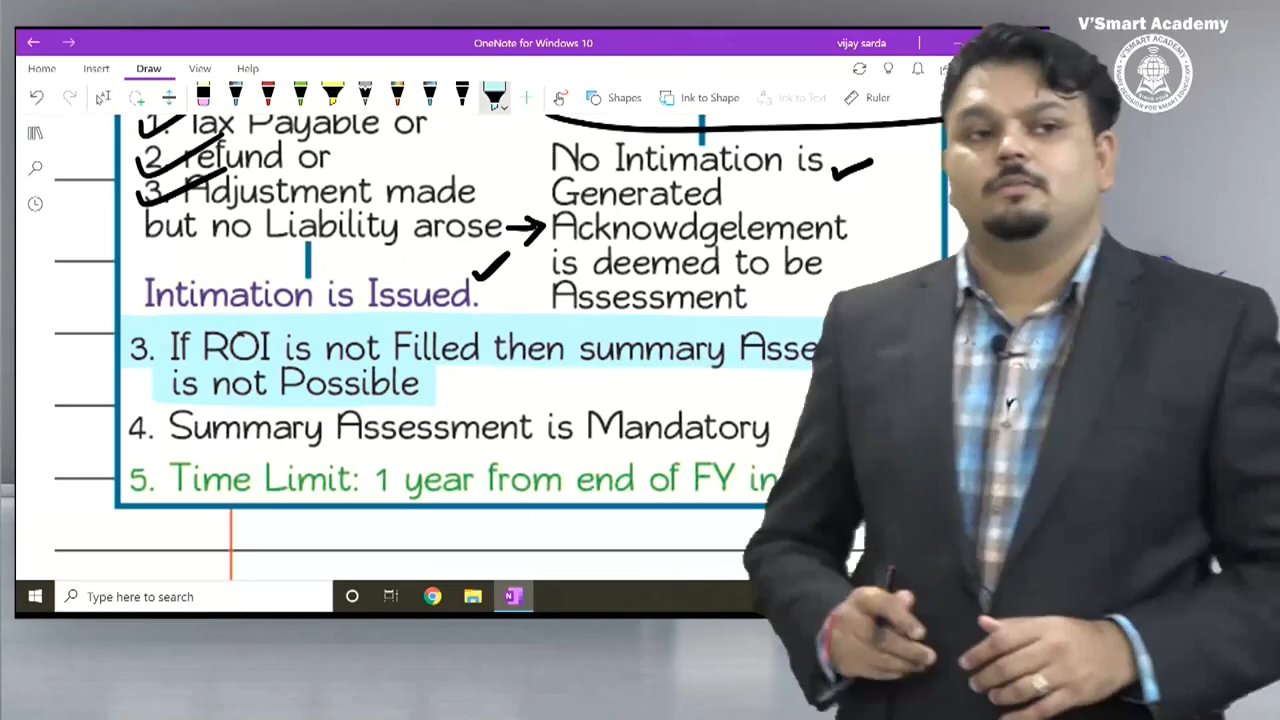 V'Smart Academy
OneNote for Windows 10
vijay sarda
Home Insert Draw View Help
Shapes Ink to Shape Ink to Text Ruler
1. Tax Payable or
2. refund or
3. Adjustment made
but no Liability arose
Intimation is Issued.
No Intimation is
Generated
Acknowdgelement
is deemed to be
Assessment
3. If ROI is not Filled then summary Asse
is not Possible
4. Summary Assessment is Mandatory
5. Time Limit: 1 year from end of FY in
Type here to search